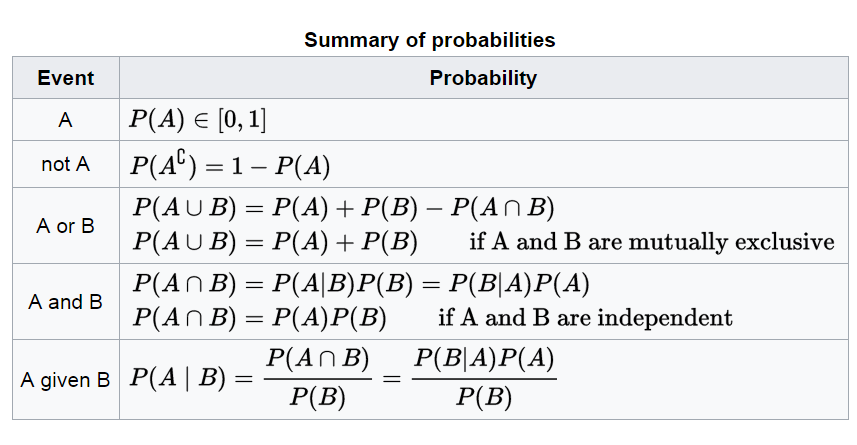 Summary of probabilities
Event Probability
A P(A) ∈ [0, 1]
not A P(A^∁) = 1 − P(A)
A or B P(A ∪ B) = P(A) + P(B) − P(A ∩ B)
P(A ∪ B) = P(A) + P(B) if A and B are mutually exclusive
A and B P(A ∩ B) = P(A|B)P(B) = P(B|A)P(A)
P(A ∩ B) = P(A)P(B) if A and B are independent
A given B P(A | B) = P(A ∩ B)/P(B) = P(B|A)P(A)/P(B)